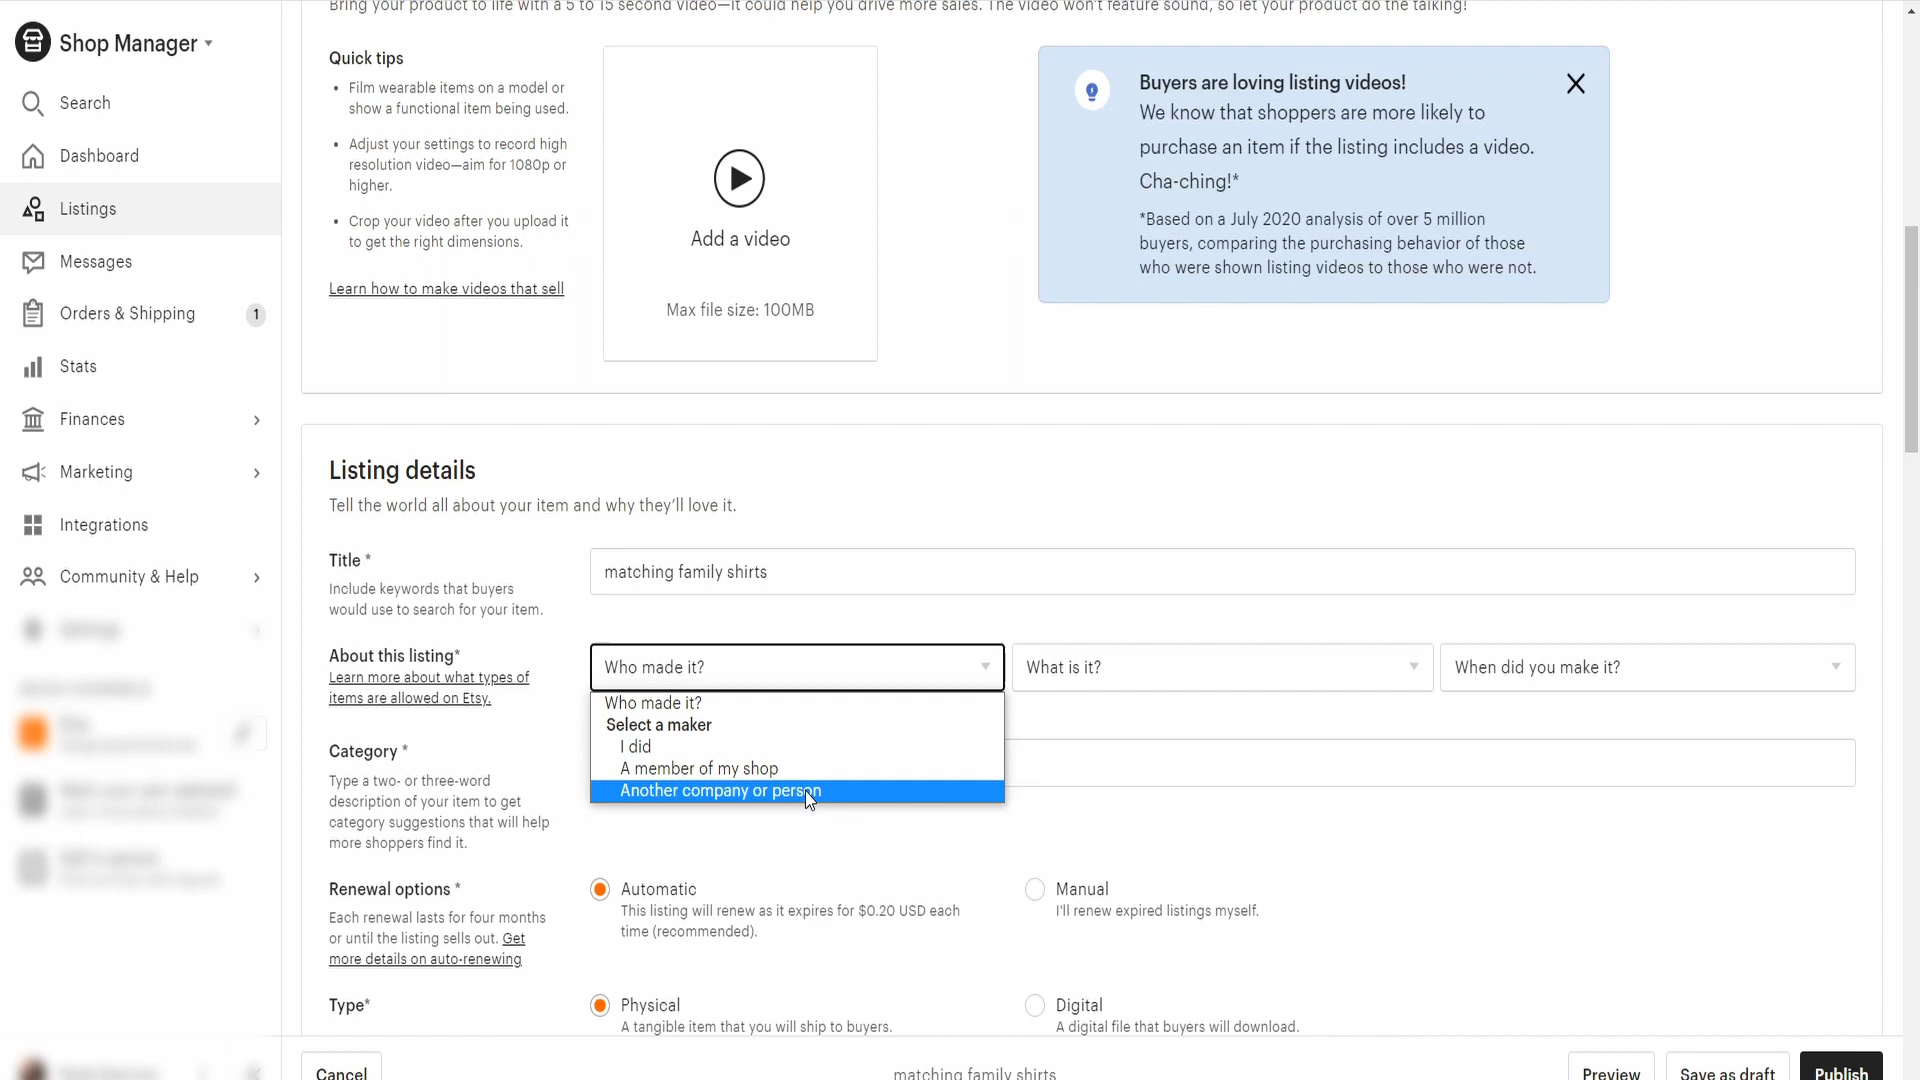 Bring your product to life with a 5 to 15 second video—it could help you drive more sales. The video won't feature sound, so let your product do the talking!
Shop Manager
Search
Dashboard
Listings
Messages
Orders & Shipping
1
Stats
Finances
Marketing
Integrations
Community & Help
Quick tips
• Film wearable items on a model or
show a functional item being used.
• Adjust your settings to record high
resolution video—aim for 1080p or
higher.
• Crop your video after you upload it
to get the right dimensions.
Learn how to make videos that sell
Add a video
Max file size: 100MB
Buyers are loving listing videos!
We know that shoppers are more likely to
purchase an item if the listing includes a video.
Cha-ching!*
*Based on a July 2020 analysis of over 5 million
buyers, comparing the purchasing behavior of those
who were shown listing videos to those who were not.
Listing details
Tell the world all about your item and why they'll love it.
Title *
Include keywords that buyers
would use to search for your item.
matching family shirts
About this listing*
Learn more about what types of
items are allowed on Etsy.
Who made it?
What is it?
When did you make it?
Who made it?
Select a maker
I did
A member of my shop
Another company or person
Category *
Type a two- or three-word
description of your item to get
category suggestions that will help
more shoppers find it.
Renewal options *
Each renewal lasts for four months
or until the listing sells out. Get
more details on auto-renewing
Automatic
This listing will renew as it expires for $0.20 USD each
time (recommended).
Manual
I'll renew expired listings myself.
Type*
Physical
A tangible item that you will ship to buyers.
Digital
A digital file that buyers will download.
Cancel
matching family shirts
Preview
Save as draft
Publish